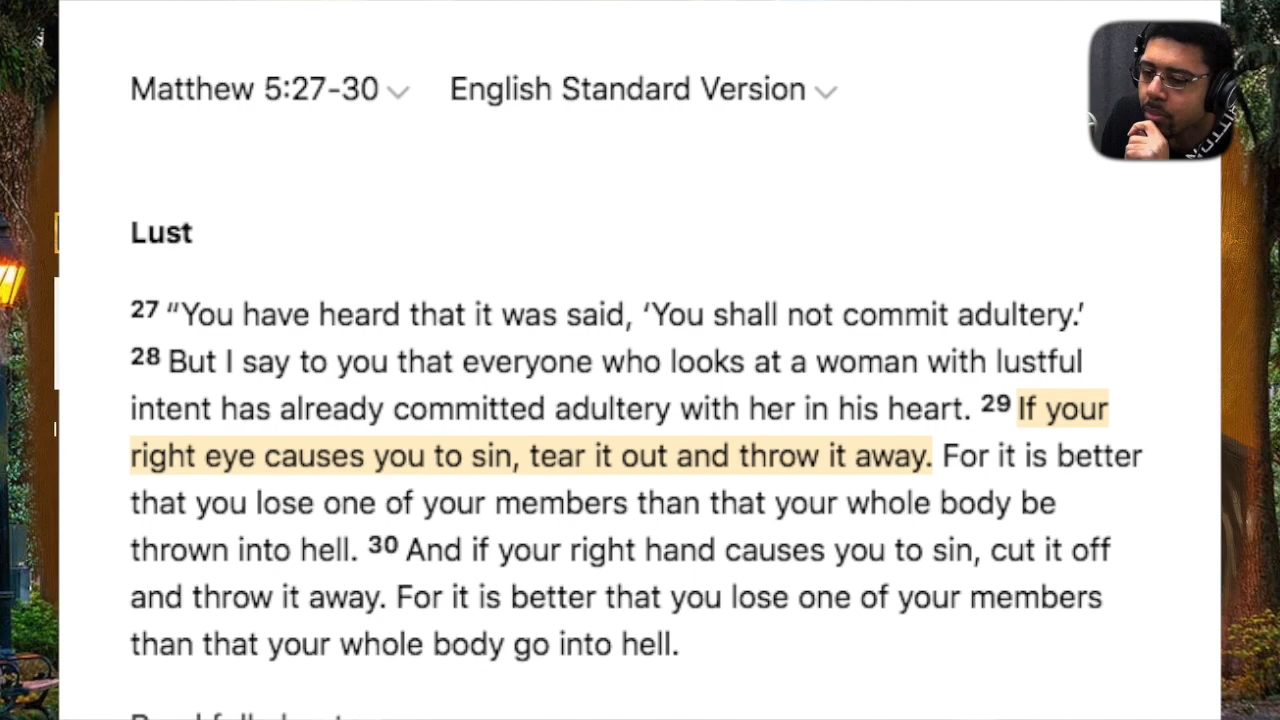 Matthew 5:27-30 English Standard Version
Lust
27 “You have heard that it was said, ‘You shall not commit adultery.’
28 But I say to you that everyone who looks at a woman with lustful
intent has already committed adultery with her in his heart. 29 If your
right eye causes you to sin, tear it out and throw it away. For it is better
that you lose one of your members than that your whole body be
thrown into hell. 30 And if your right hand causes you to sin, cut it off
and throw it away. For it is better that you lose one of your members
than that your whole body go into hell.